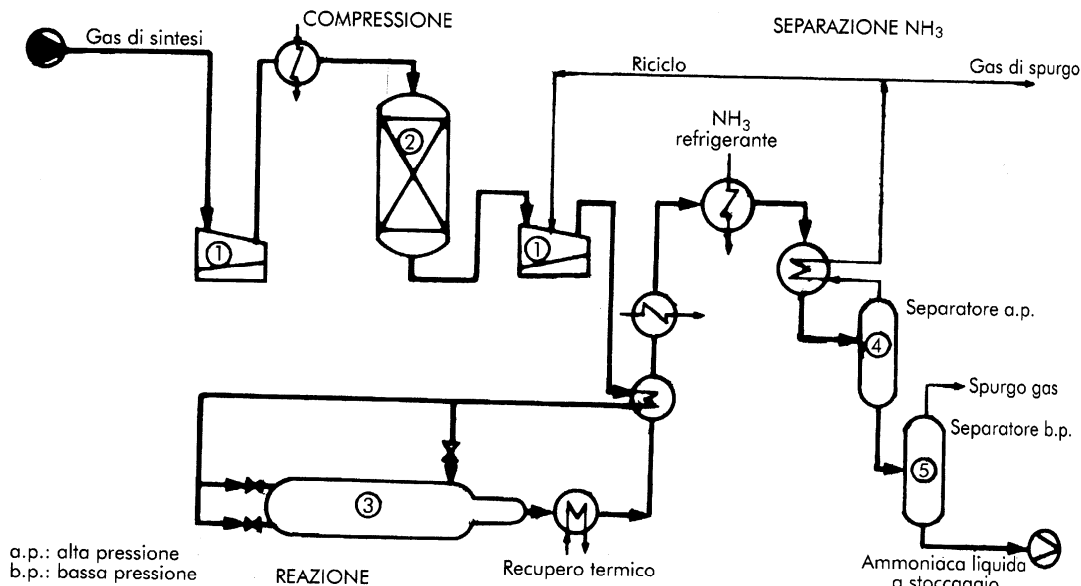 COMPRESSIONE
SEPARAZIONE NH3
Gas di sintesi
Riciclo
Gas di spurgo
NH3
refrigerante
2
1
1
Separatore a.p.
4
Spurgo gas
Separatore b.p.
5
3
a.p.: alta pressione
b.p.: bassa pressione
REAZIONE
Recupero termico
Ammoniaca liquida
a stoccaggio